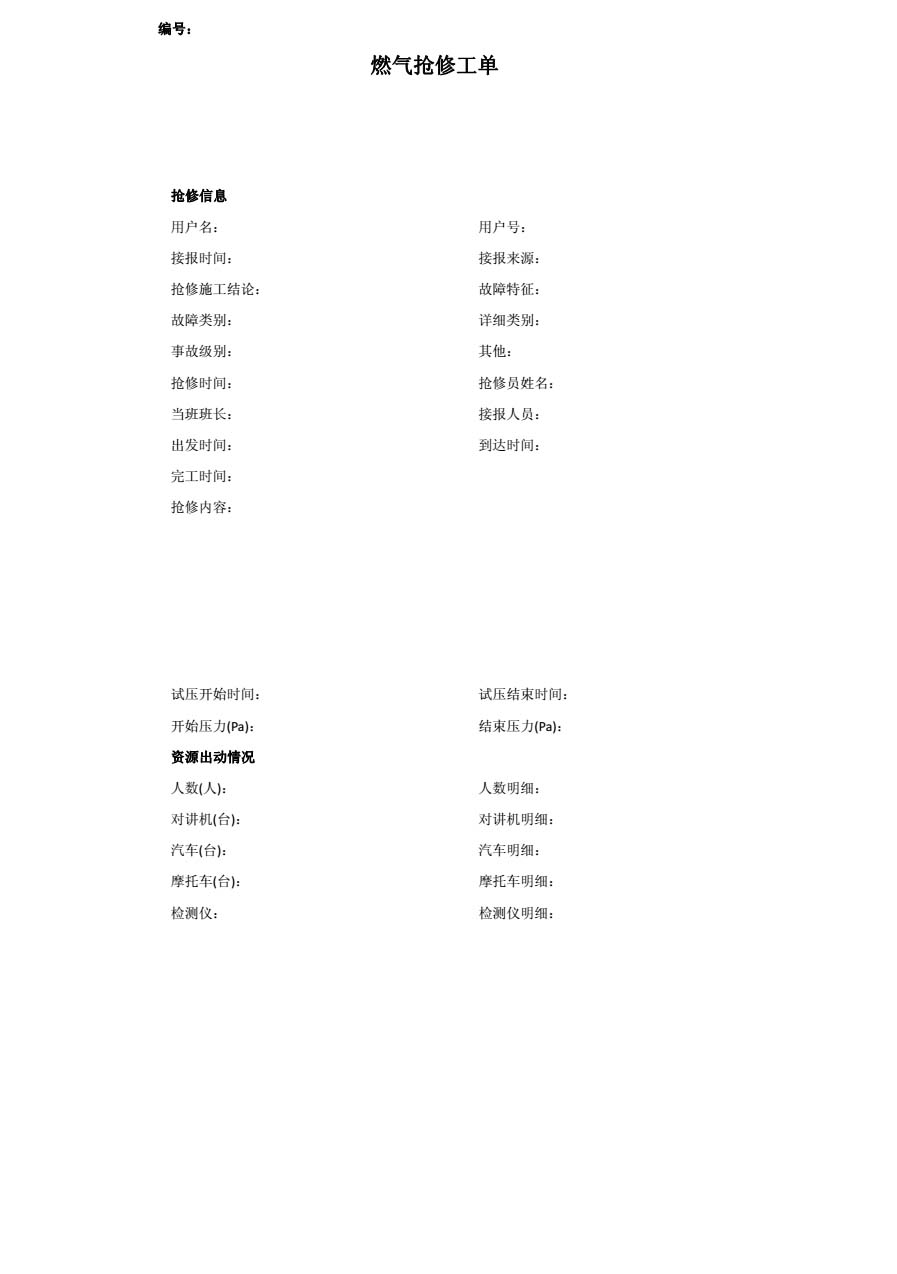 编号：
燃气抢修工单
抢修信息
用户名： 用户号：
接报时间： 接报来源：
抢修施工结论： 故障特征：
故障类别： 详细类别：
事故级别： 其他：
抢修时间： 抢修员姓名：
当班班长： 接报人员：
出发时间： 到达时间：
完工时间：
抢修内容：
试压开始时间： 试压结束时间：
开始压力(Pa)： 结束压力(Pa)：
资源出动情况
人数(人)： 人数明细：
对讲机(台)： 对讲机明细：
汽车(台)： 汽车明细：
摩托车(台)： 摩托车明细：
检测仪： 检测仪明细：